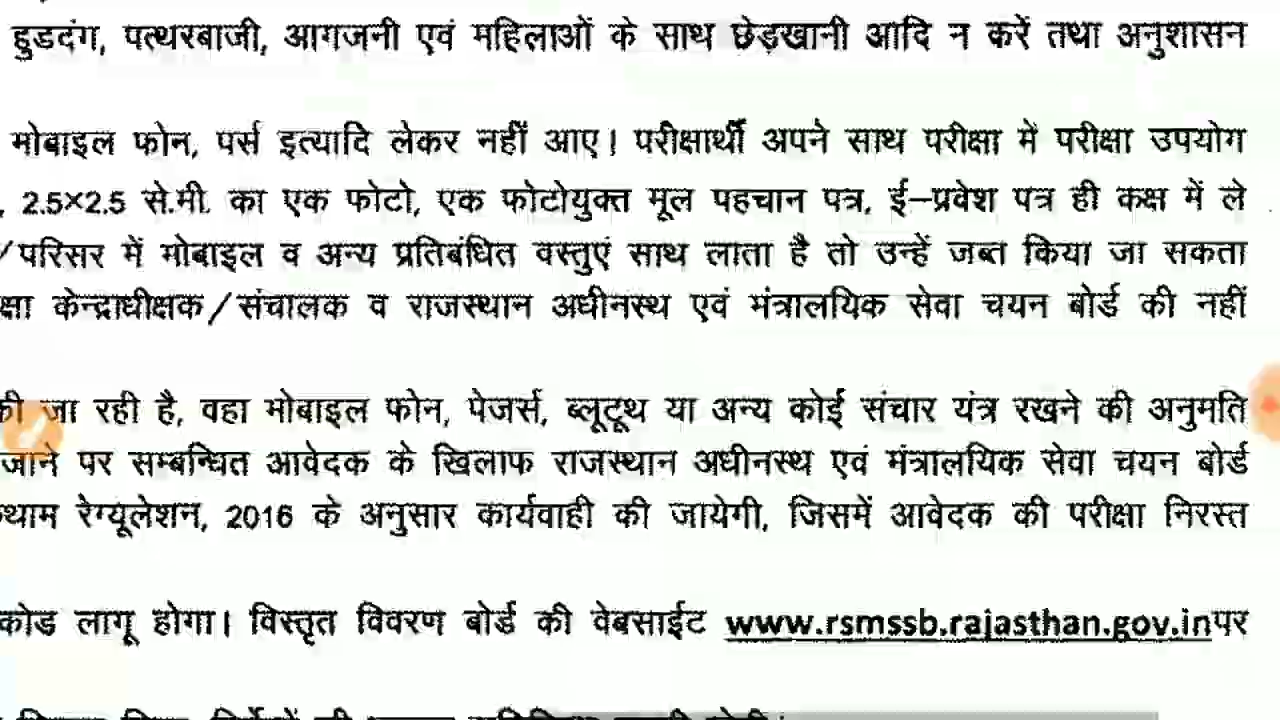 हुडदंग, पत्थरबाजी, आगजनी एवं महिलाओं के साथ छेड़खानी आदि न करें तथा अनुशासन
मोबाइल फोन, पर्स इत्यादि लेकर नहीं आए। परीक्षार्थी अपने साथ परीक्षा में परीक्षा उपयोग
, 2.5×2.5 से.मी. का एक फोटो, एक फोटोयुक्त मूल पहचान पत्र, ई-प्रवेश पत्र ही कक्ष में ले
/परिसर में मोबाइल व अन्य प्रतिबंधित वस्तुएं साथ लाता है तो उन्हें जब्त किया जा सकता
क्षा केन्द्राधीक्षक/संचालक व राजस्थान अधीनस्थ एवं मंत्रालयिक सेवा चयन बोर्ड की नहीं
की जा रही है, वहा मोबाइल फोन, पेजर्स, ब्लूटूथ या अन्य कोई संचार यंत्र रखने की अनुमति
जाने पर सम्बन्धित आवेदक के खिलाफ राजस्थान अधीनस्थ एवं मंत्रालयिक सेवा चयन बोर्ड
थाम रेग्यूलेशन, 2016 के अनुसार कार्यवाही की जायेगी, जिसमें आवेदक की परीक्षा निरस्त
कोड लागू होगा। विस्तृत विवरण बोर्ड की वेबसाईट www.rsmssb.rajasthan.gov.inपर